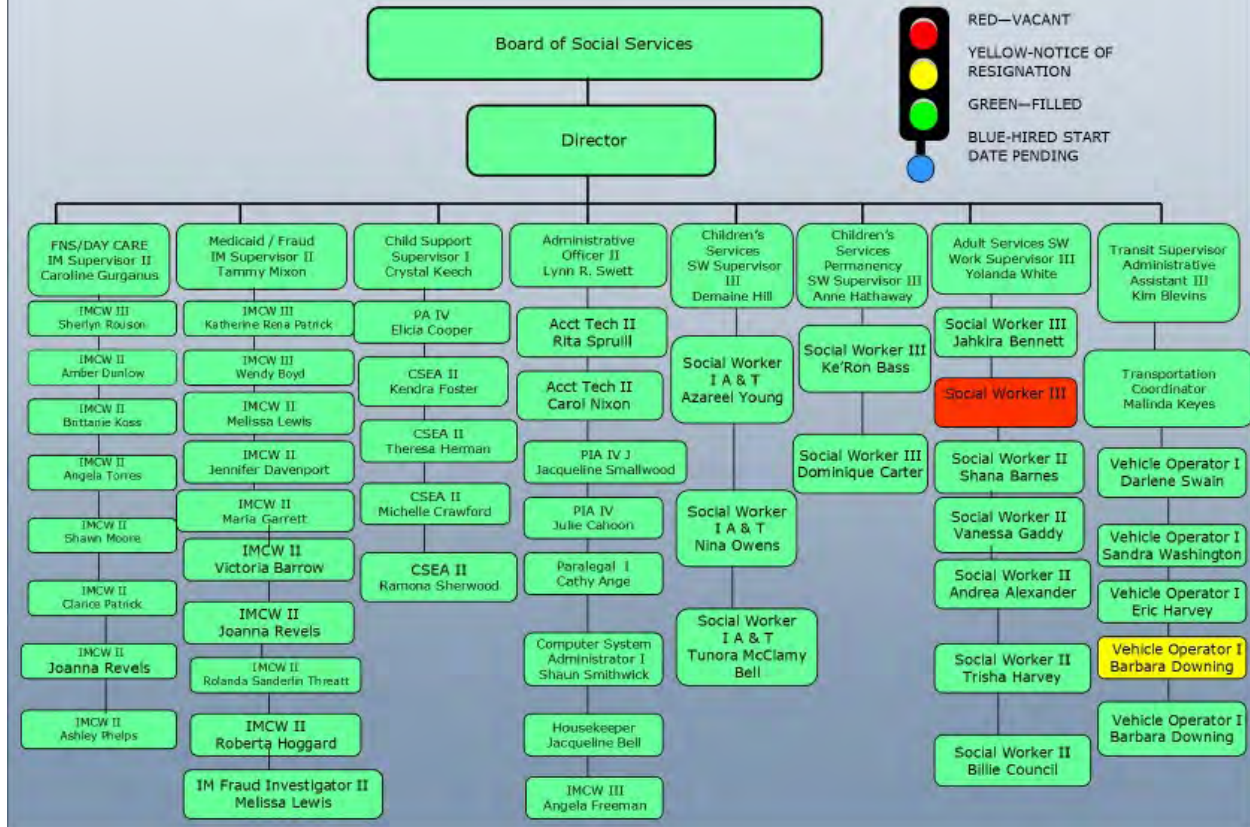 Board of Social Services
Director
RED—VACANT
YELLOW-NOTICE OF
RESIGNATION
GREEN—FILLED
BLUE-HIRED START
DATE PENDING
FNS/DAY CARE
IM Supervisor II
Caroline Gurganus
IMCW III
Sherlyn Rouson
IMCW II
Amber Dunlow
IMCW II
Brittanie Koss
IMCW II
Angela Torres
IMCW II
Shawn Moore
IMCW II
Clarice Patrick
IMCW II
Joanna Revels
IMCW II
Ashley Phelps
Medicaid / Fraud
IM Supervisor II
Tammy Mixon
IMCW III
Katherine Rena Patrick
IMCW III
Wendy Boyd
IMCW II
Melissa Lewis
IMCW II
Jennifer Davenport
IMCW II
Maria Garrett
IMCW II
Victoria Barrow
IMCW II
Joanna Revels
IMCW II
Rolanda Sanderlin Threatt
IMCW II
Roberta Hoggard
IM Fraud Investigator II
Melissa Lewis
Child Support
Supervisor I
Crystal Keech
PA IV
Elicia Cooper
CSEA II
Kendra Foster
CSEA II
Theresa Herman
CSEA II
Michelle Crawford
CSEA II
Ramona Sherwood
Administrative
Officer II
Lynn R. Swett
Acct Tech II
Rita Spruill
Acct Tech II
Carol Nixon
PIA IV J
Jacqueline Smallwood
PIA IV
Julie Cahoon
Paralegal I
Cathy Ange
Computer System
Administrator I
Shaun Smithwick
Housekeeper
Jacqueline Bell
IMCW III
Angela Freeman
Children's
Services
SW Supervisor
III
Demaine Hill
Social Worker
I A & T
Azareel Young
Social Worker
I A & T
Nina Owens
Social Worker
I A & T
Tunora McClamy
Bell
Children's
Services
Permanency
SW Supervisor III
Anne Hathaway
Social Worker III
Ke'Ron Bass
Social Worker III
Dominique Carter
Adult Services SW
Work Supervisor III
Yolanda White
Social Worker III
Jahkira Bennett
Social Worker III
Social Worker II
Shana Barnes
Social Worker II
Vanessa Gaddy
Social Worker II
Andrea Alexander
Social Worker II
Trisha Harvey
Social Worker II
Billie Council
Transit Supervisor
Administrative
Assistant III
Kim Blevins
Transportation
Coordinator
Malinda Keyes
Vehicle Operator I
Darlene Swain
Vehicle Operator I
Sandra Washington
Vehicle Operator I
Eric Harvey
Vehicle Operator I
Barbara Downing
Vehicle Operator I
Barbara Downing